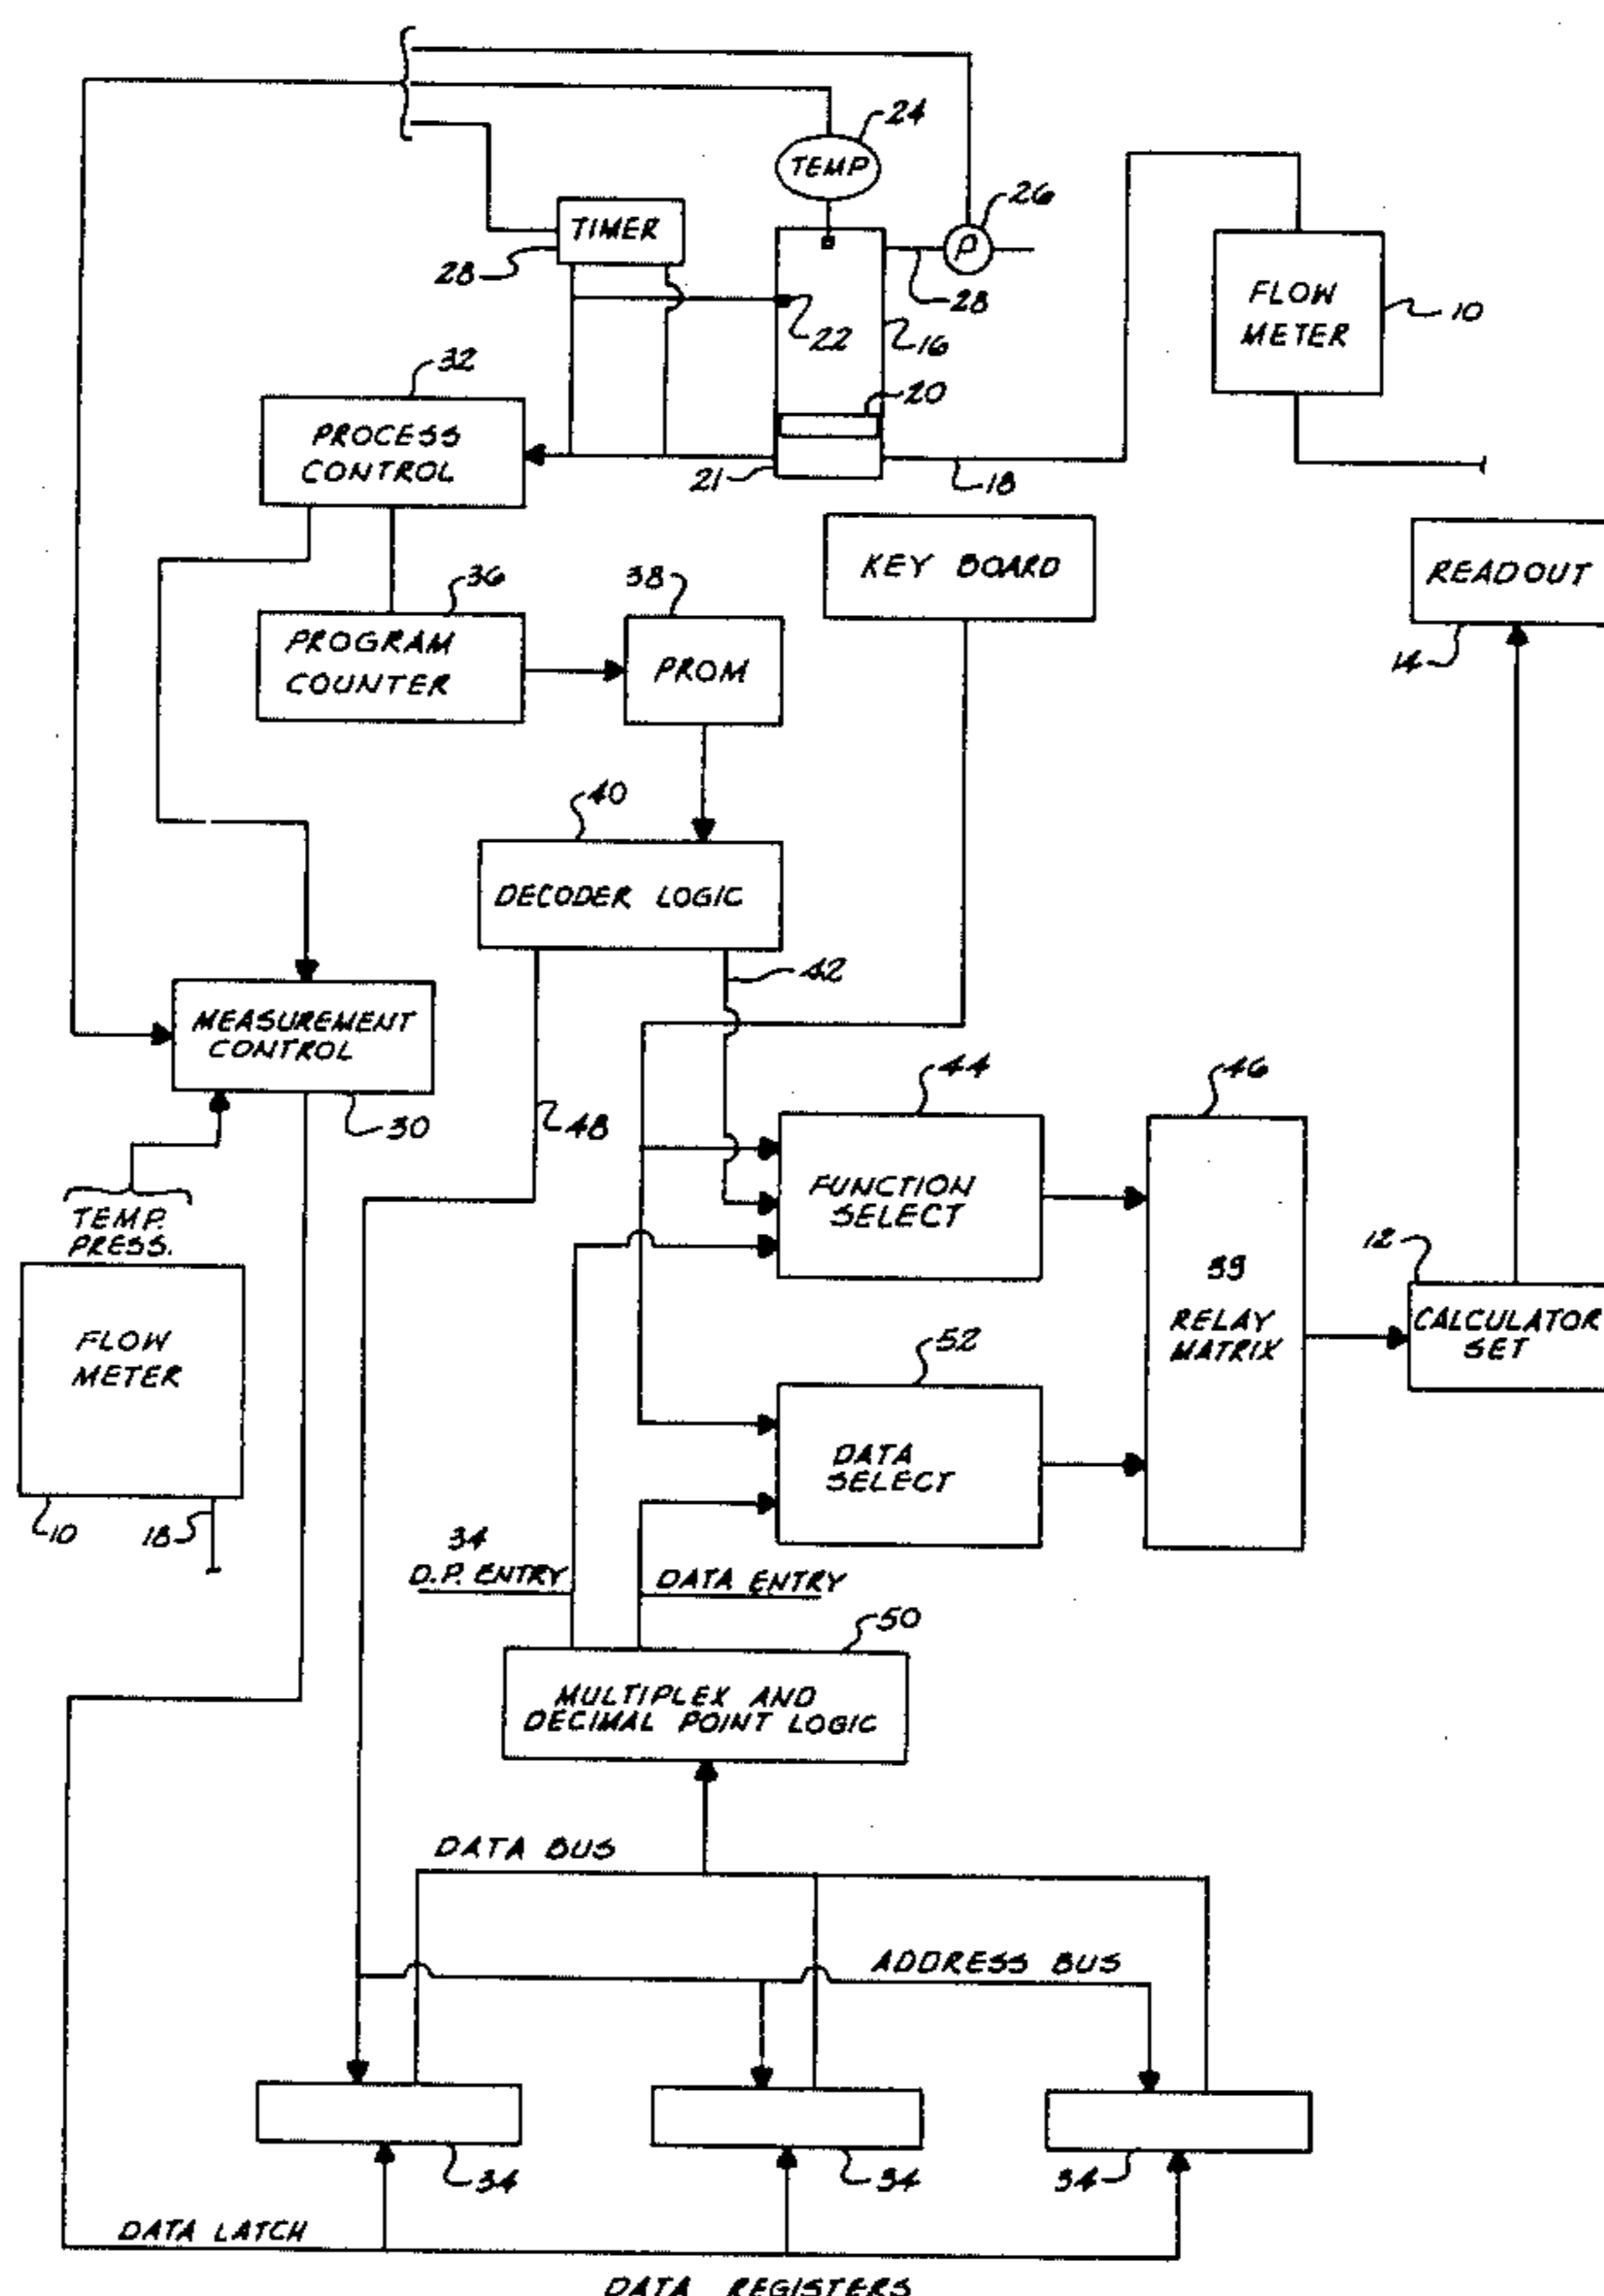 24
TEMP
26
TIMER
P
28
28
FLOW
METER
10
22
16
32
20
PROCESS
CONTROL
21
18
KEY BOARD
READOUT
36
38
14
PROGRAM
COUNTER
PROM
40
DECODER LOGIC
42
MEASUREMENT
CONTROL
44
46
30
48
FUNCTION
SELECT
TEMP.
PRESS.
12
39
RELAY
MATRIX
CALCULATOR
SET
FLOW
METER
52
DATA
SELECT
10
18
34
D.P. ENTRY
DATA ENTRY
50
MULTIPLEX AND
DECIMAL POINT LOGIC
DATA BUS
ADDRESS BUS
34
34
34
DATA LATCH
DATA REGISTERS